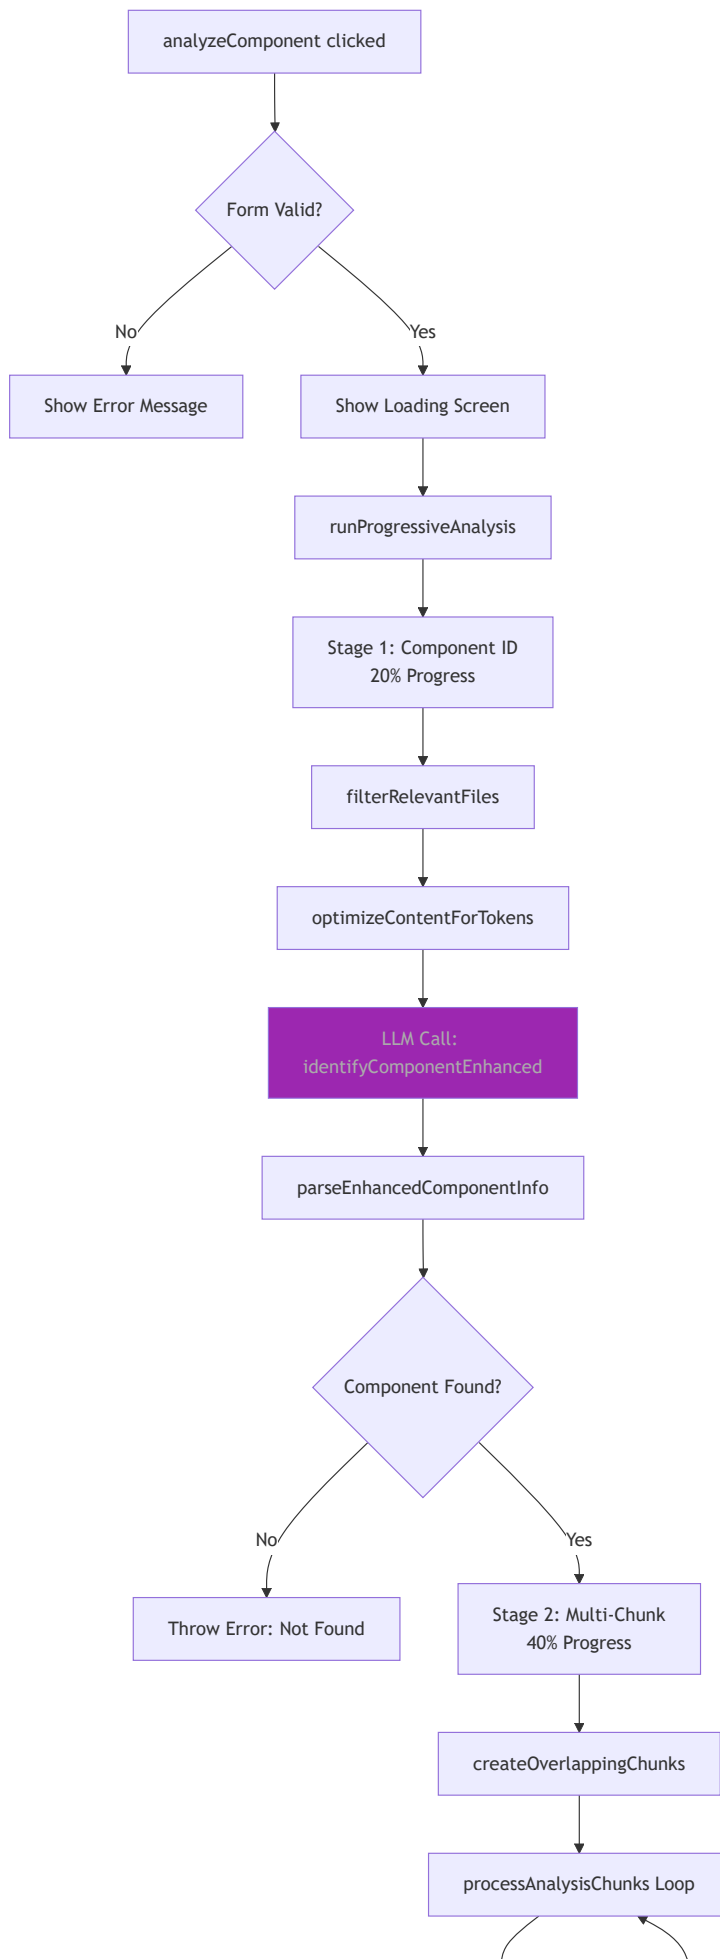 analyzeComponent clicked
Form Valid?
No
Yes
Show Error Message
Show Loading Screen
runProgressiveAnalysis
Stage 1: Component ID
20% Progress
filterRelevantFiles
optimizeContentForTokens
LLM Call:
identifyComponentEnhanced
parseEnhancedComponentInfo
Component Found?
No
Yes
Throw Error: Not Found
Stage 2: Multi-Chunk
40% Progress
createOverlappingChunks
processAnalysisChunks Loop